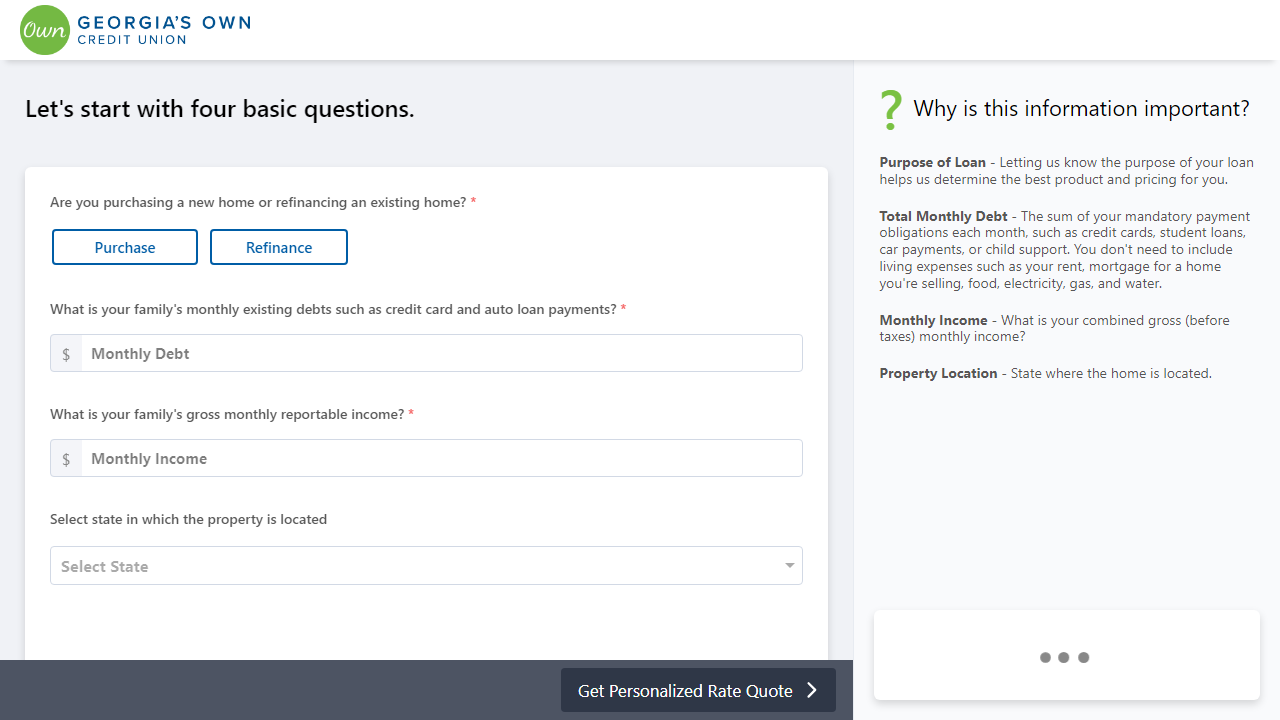 Own GEORGIA'S OWN
CREDIT UNION
Let's start with four basic questions.
Are you purchasing a new home or refinancing an existing home? *
Purchase
Refinance
What is your family's monthly existing debts such as credit card and auto loan payments? *
$ Monthly Debt
What is your family's gross monthly reportable income? *
$ Monthly Income
Select state in which the property is located
Select State
Get Personalized Rate Quote
? Why is this information important?
Purpose of Loan - Letting us know the purpose of your loan
helps us determine the best product and pricing for you.
Total Monthly Debt - The sum of your mandatory payment
obligations each month, such as credit cards, student loans,
car payments, or child support. You don't need to include
living expenses such as your rent, mortgage for a home
you're selling, food, electricity, gas, and water.
Monthly Income - What is your combined gross (before
taxes) monthly income?
Property Location - State where the home is located.